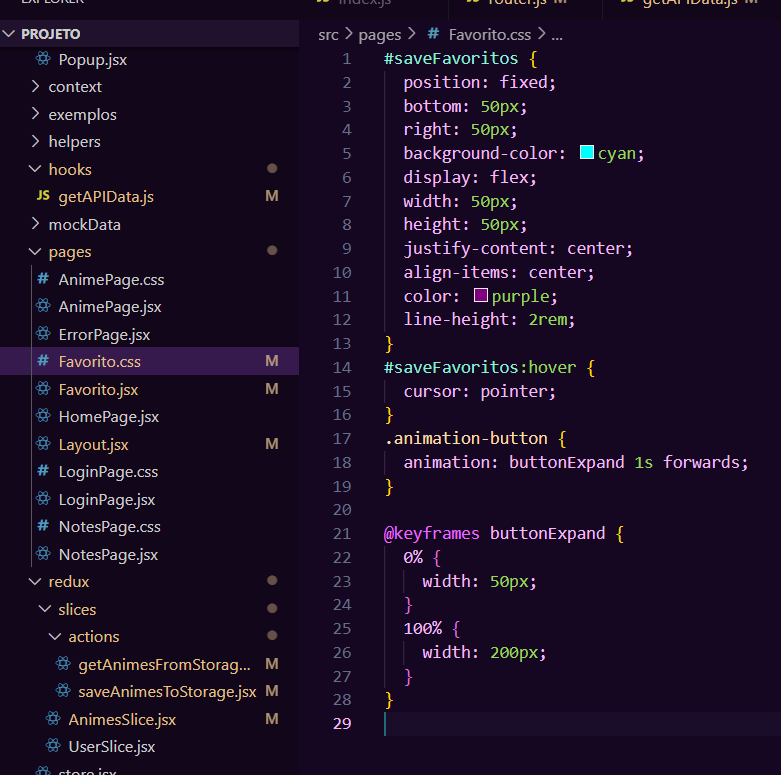 EXPLORER
PROJETO
Popup.jsx
context
exemplos
helpers
hooks
JS getAPIData.js M
mockData
pages
# AnimePage.css
AnimePage.jsx
ErrorPage.jsx
# Favorito.css M
Favorito.jsx M
HomePage.jsx
Layout.jsx M
# LoginPage.css
LoginPage.jsx
# NotesPage.css
NotesPage.jsx
redux
slices
actions
getAnimesFromStorag... M
saveAnimesToStorage.jsx M
AnimesSlice.jsx M
UserSlice.jsx
store.jsx
JS index.js
JS router.js M
JS getAPIData.js M
src > pages > # Favorito.css > ...
1 #saveFavoritos {
2 position: fixed;
3 bottom: 50px;
4 right: 50px;
5 background-color: cyan;
6 display: flex;
7 width: 50px;
8 height: 50px;
9 justify-content: center;
10 align-items: center;
11 color: purple;
12 line-height: 2rem;
13 }
14 #saveFavoritos:hover {
15 cursor: pointer;
16 }
17 .animation-button {
18 animation: buttonExpand 1s forwards;
19 }
20
21 @keyframes buttonExpand {
22 0% {
23 width: 50px;
24 }
25 100% {
26 width: 200px;
27 }
28 }
29